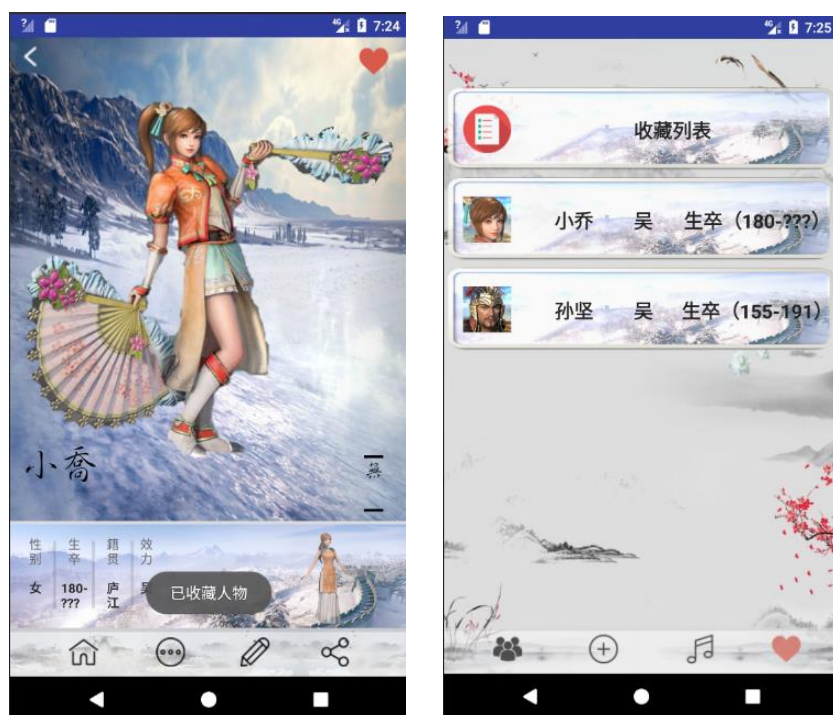 7:24
小喬
無
性别 生卒 籍贯 效力
女 180-??? 庐江
已收藏人物
7:25
收藏列表
小乔 吴 生卒（180-???）
孙坚 吴 生卒（155-191）